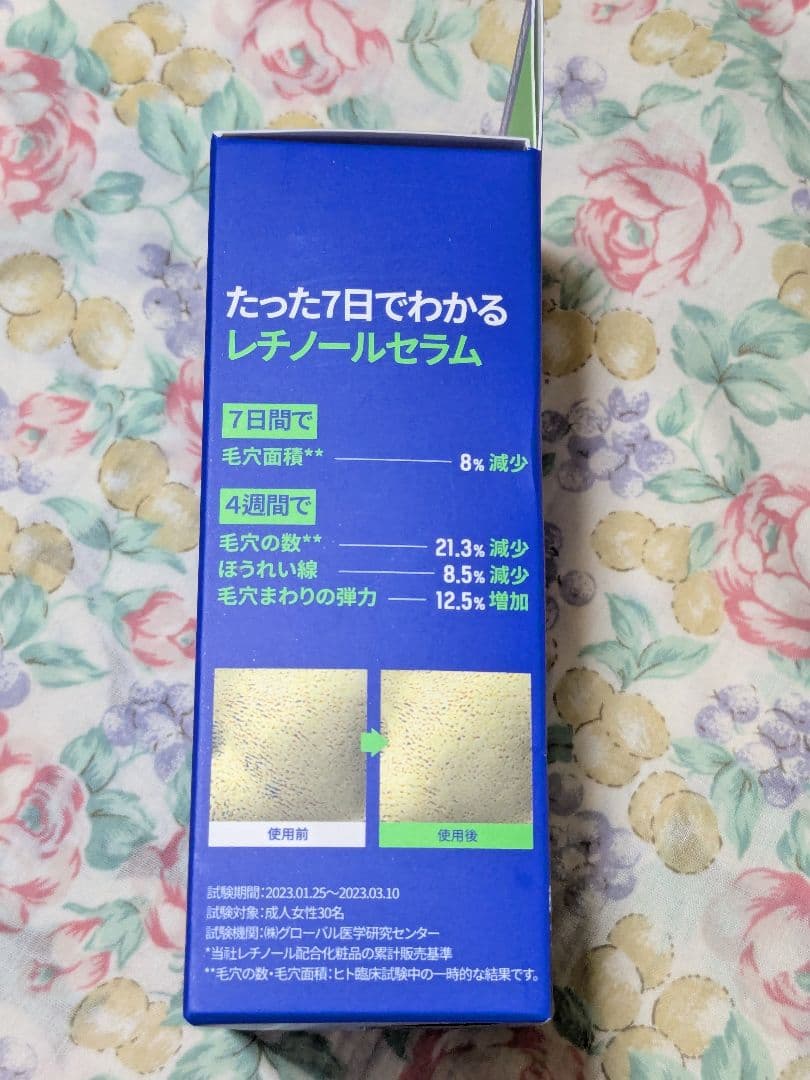 たった7日でわかる
レチノールセラム
7日間で
毛穴面積** 8%減少
4週間で
毛穴の数** 21.3%減少
ほうれい線 8.5%減少
毛穴まわりの弾力 12.5%増加
使用前 使用後
試験期間:2023.01.25〜2023.03.10
試験対象:成人女性30名
試験機関:㈱グローバル医学研究センター
*当社レチノール配合化粧品の累計販売基準
**毛穴の数・毛穴面積:ヒト臨床試験中の一時的な結果です。